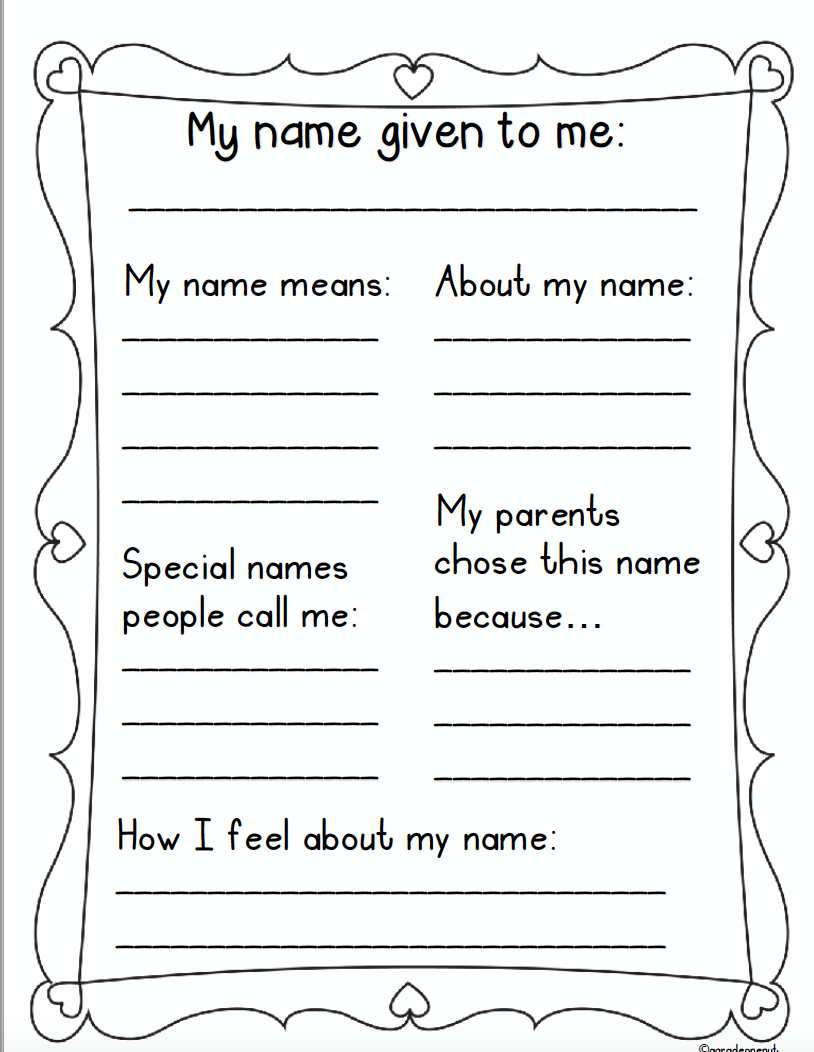 My name given to me:
My name means:
About my name:
Special names
people call me:
My parents
chose this name
because...
How I feel about my name: